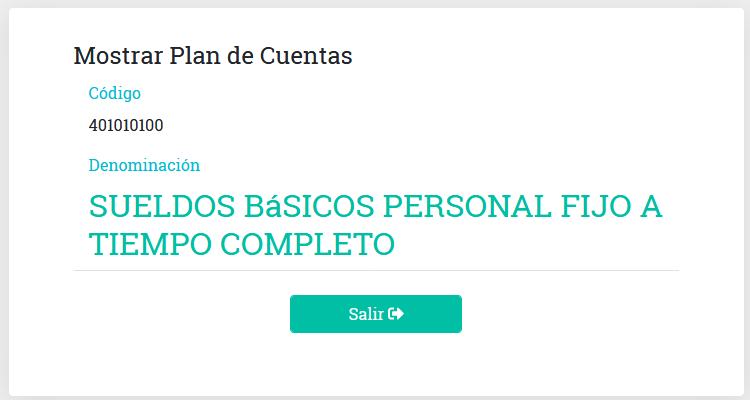 Mostrar Plan de Cuentas
Código
401010100
Denominación
SUELDOS BáSICOS PERSONAL FIJO A
TIEMPO COMPLETO
Salir